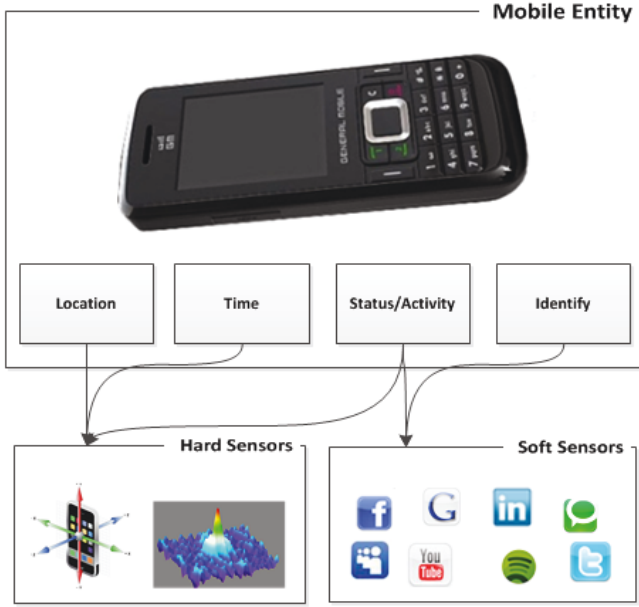 Mobile Entity
GENERAL MOBILE
Location
Time
Status/Activity
Identify
Hard Sensors
Soft Sensors
f
G
in
You
Tube
t